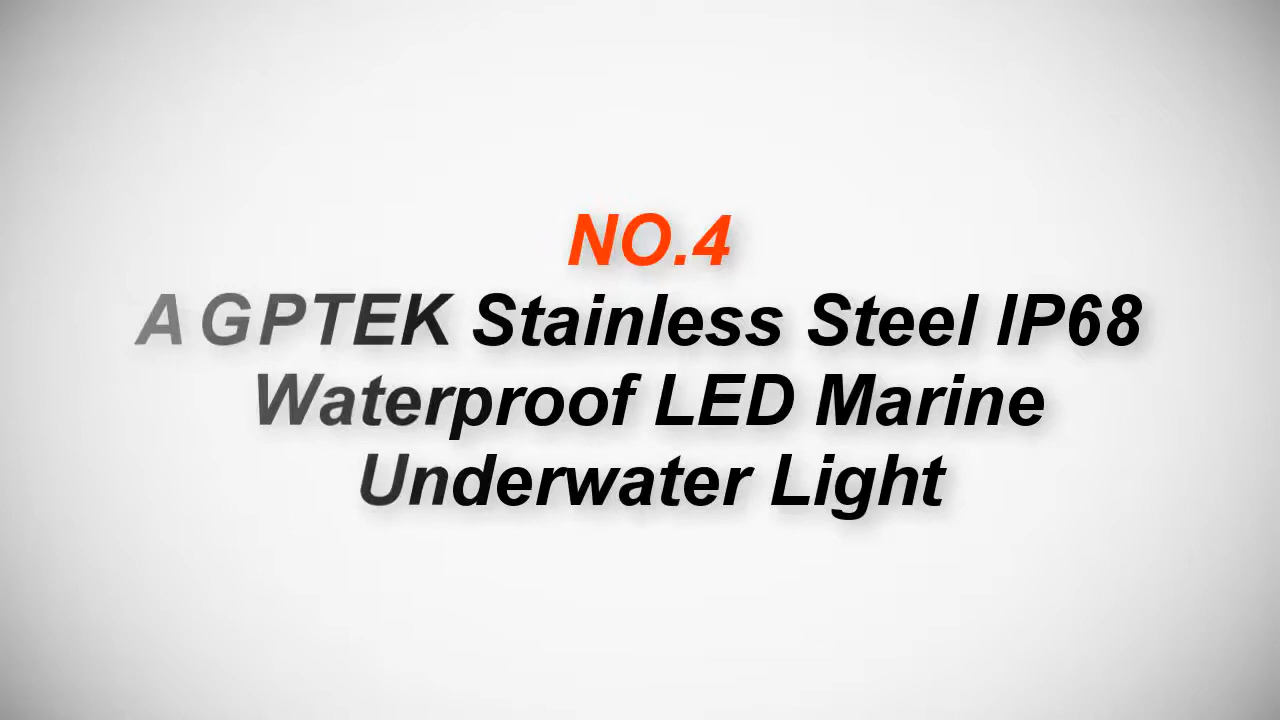 NO.4
AGPTEK Stainless Steel IP68
Waterproof LED Marine
Underwater Light